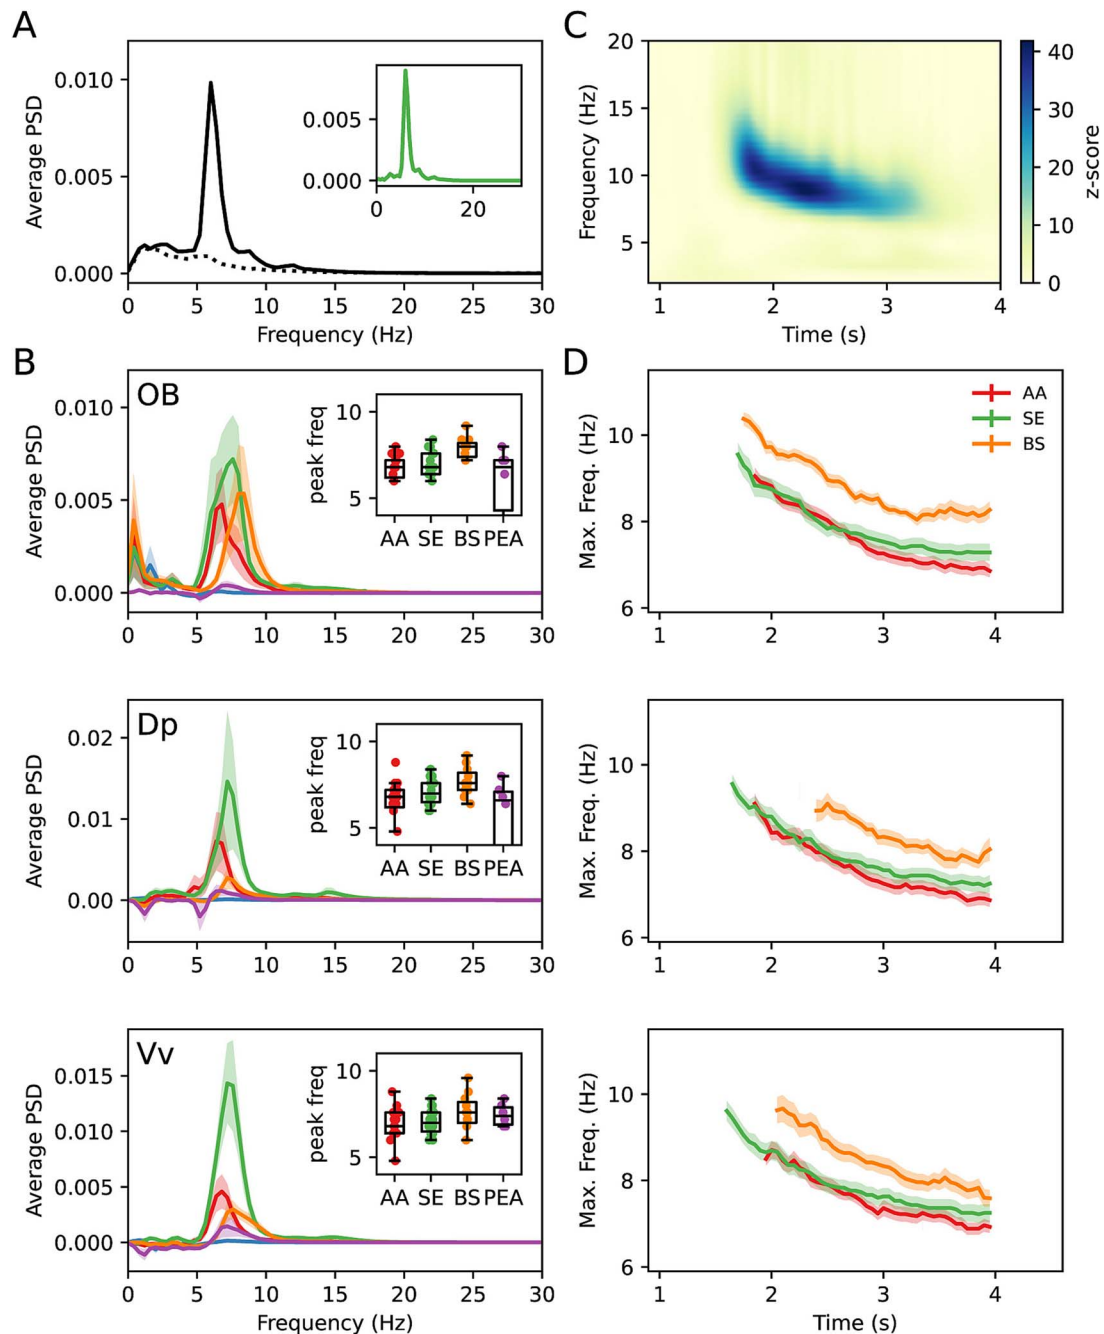 A
Average PSD
0.010
0.005
0.000
0 5 10 15 20 25 30
Frequency (Hz)
0.005
0.000
0 20
C
Frequency (Hz)
20
15
10
5
1 2 3 4
Time (s)
40
30
20
10
0
z-score
B
OB
Average PSD
0.010
0.005
0.000
0 5 10 15 20 25 30
peak freq
10
5
AA SE BS PEA
D
Max. Freq. (Hz)
10
8
6
1 2 3 4
AA
SE
BS
Dp
Average PSD
0.02
0.01
0.00
0 5 10 15 20 25 30
peak freq
10
5
AA SE BS PEA
Max. Freq. (Hz)
10
8
6
1 2 3 4
Vv
Average PSD
0.015
0.010
0.005
0.000
0 5 10 15 20 25 30
Frequency (Hz)
peak freq
10
5
AA SE BS PEA
Max. Freq. (Hz)
10
8
6
1 2 3 4
Time (s)